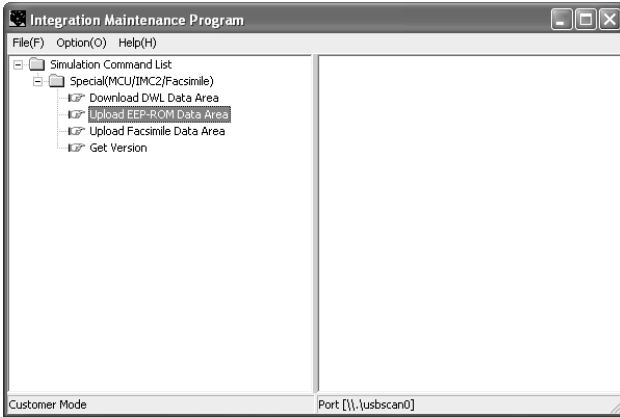 Integration Maintenance Program
File(F) Option(O) Help(H)
Simulation Command List
Special(MCU/IMC2/Facsimile)
Download DWL Data Area
Upload EEP-ROM Data Area
Upload Facsimile Data Area
Get Version
Customer Mode Port [\\.\usbscan0]